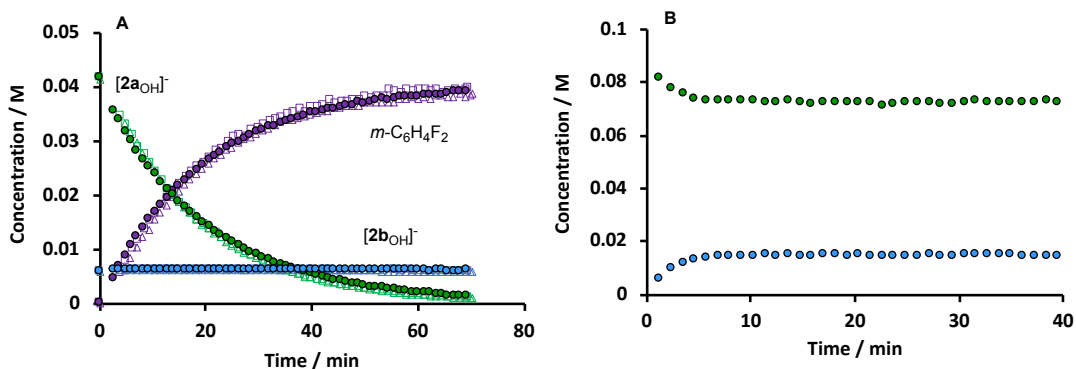 A
Concentration / M
0.05
0.04
0.03
0.02
0.01
0
[2aOH]-
m-C6H4F2
[2bOH]-
0
20
40
60
80
Time / min
B
Concentration / M
0.1
0.08
0.06
0.04
0.02
0
0
10
20
30
40
Time / min